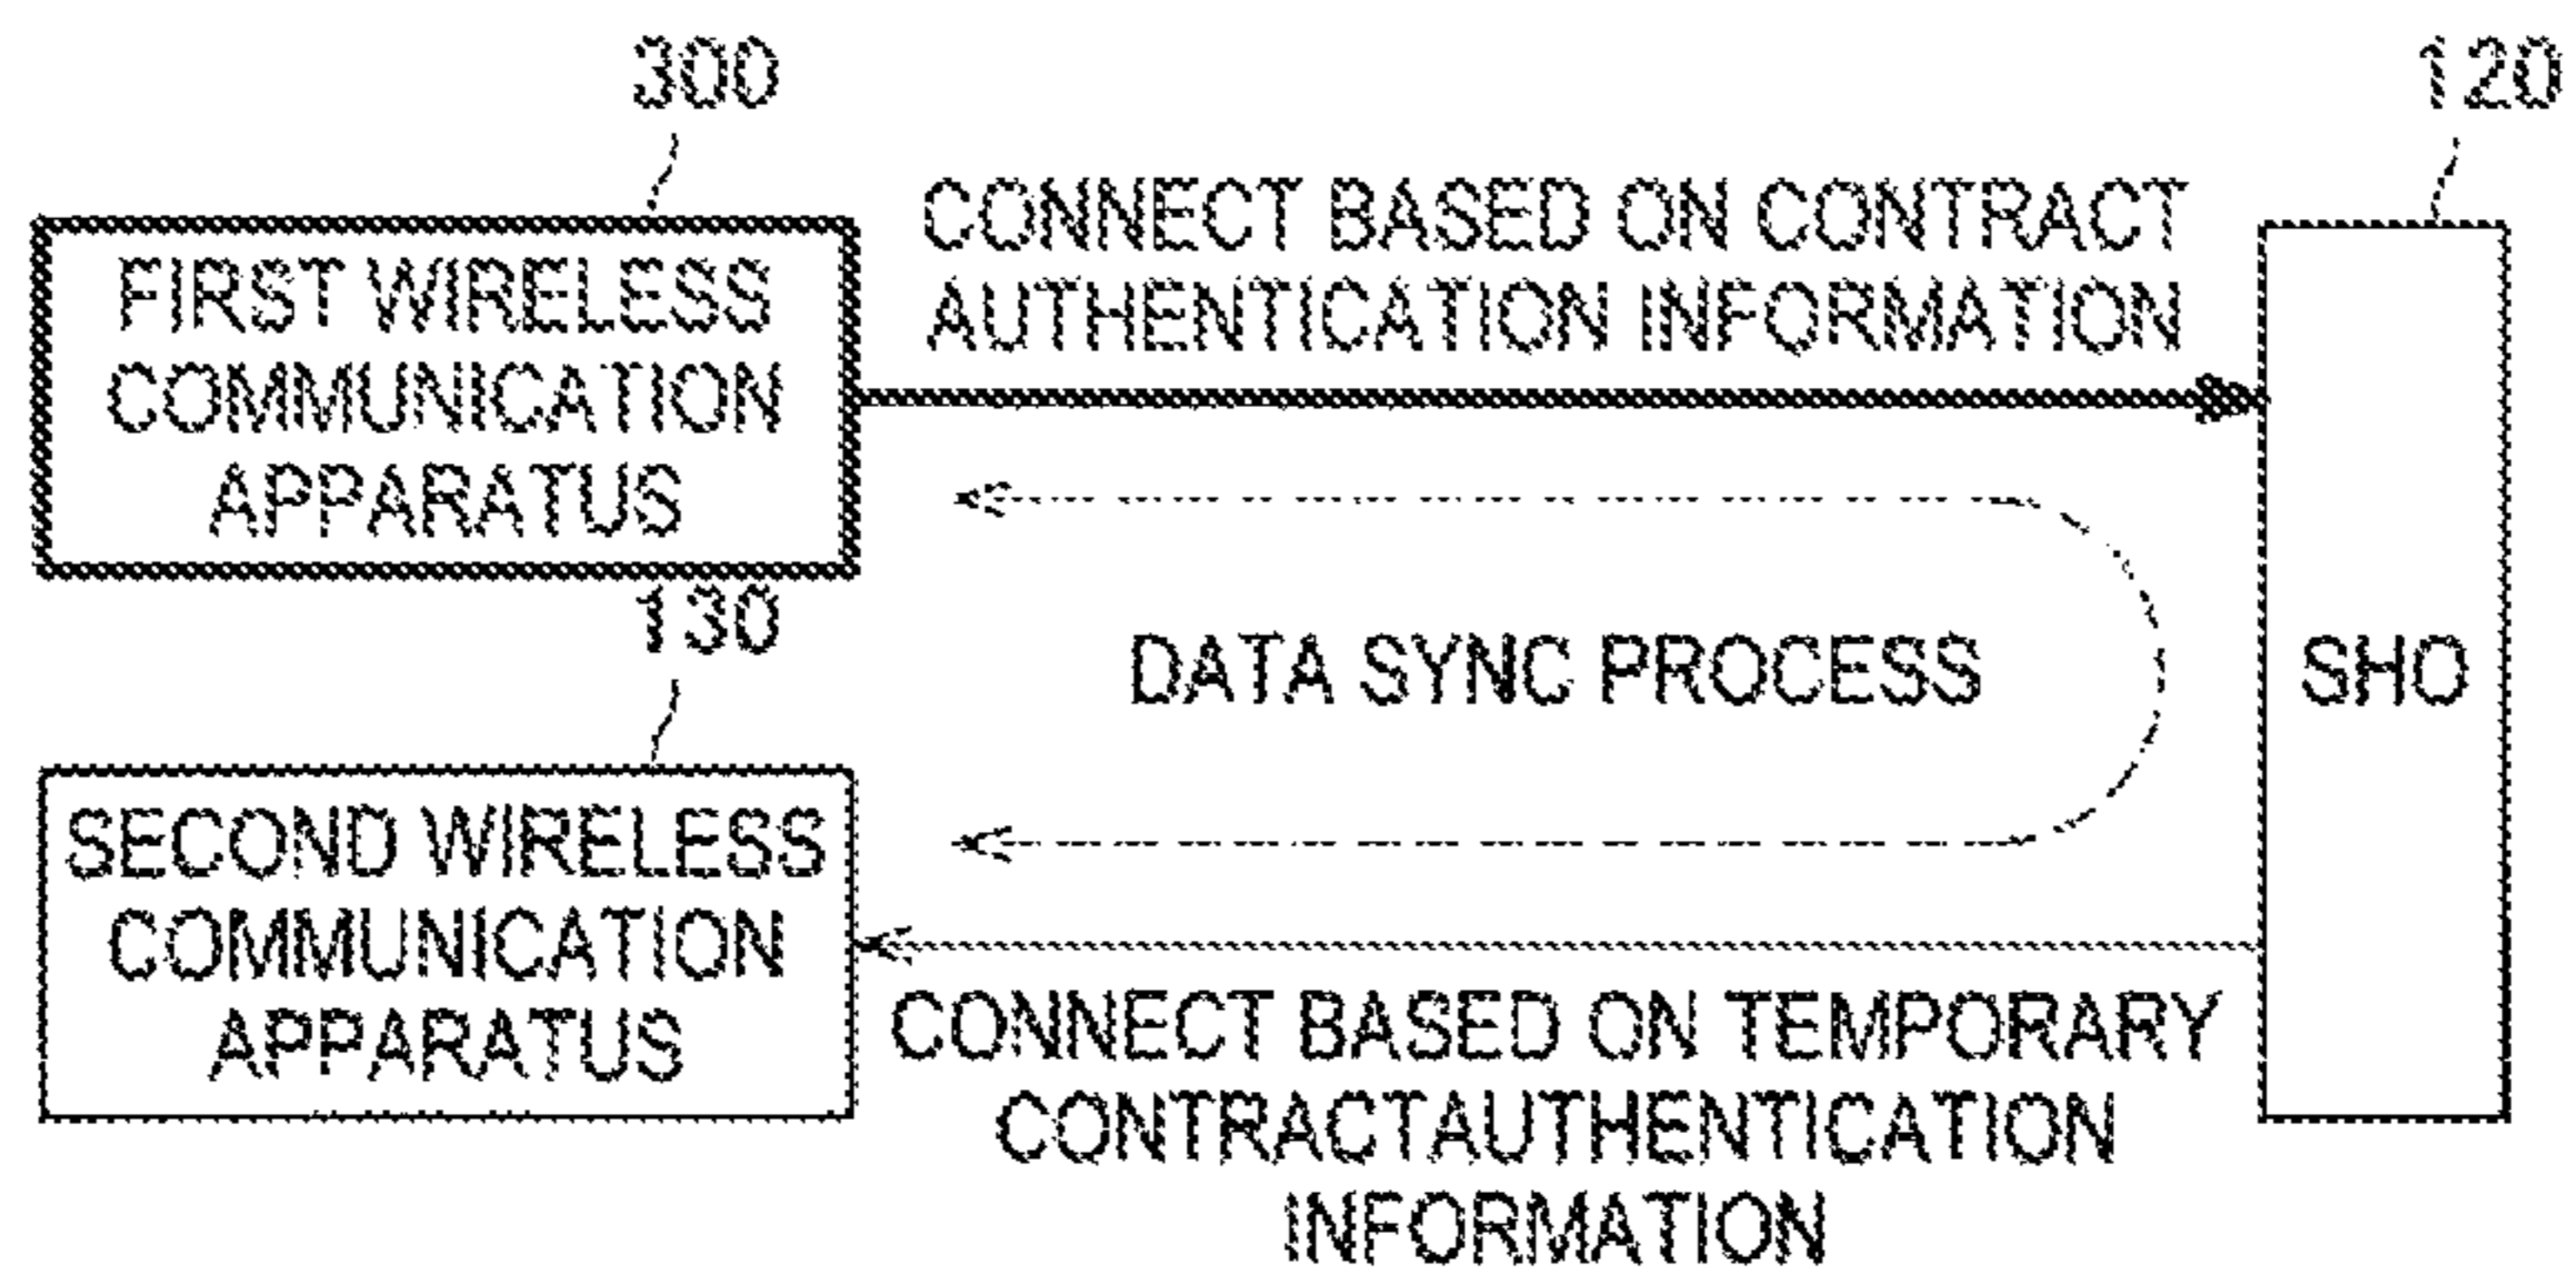 300
120
FIRST WIRELESS
COMMUNICATION
APPARATUS
CONNECT BASED ON CONTRACT
AUTHENTICATION INFORMATION
130
DATA SYNC PROCESS
SHO
SECOND WIRELESS
COMMUNICATION
APPARATUS
CONNECT BASED ON TEMPORARY
CONTRACTAUTHENTICATION
INFORMATION